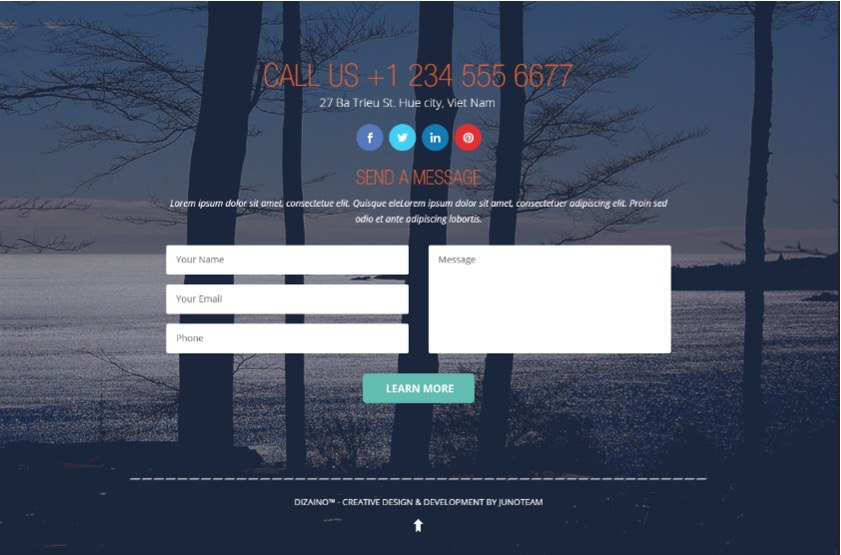 CALL US +1 234 555 6677
27 Ba Trieu St. Hue city, Viet Nam
f in
SEND A MESSAGE
Lorem ipsum dolor sit amet, consectetue elit. Quisque eleLorem ipsum dolor sit amet, consectetuer adipiscing elit. Proin sed
odio et ante adipiscing lobortis.
Your Name
Message
Your Email
Phone
LEARN MORE
DIZAINO™ - CREATIVE DESIGN & DEVELOPMENT BY JUNOTEAM